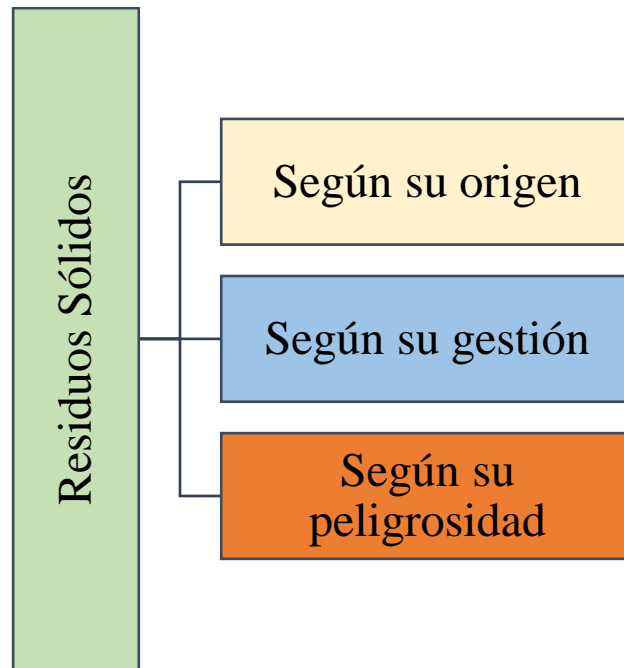 Residuos Sólidos
Según su origen
Según su gestión
Según su
peligrosidad